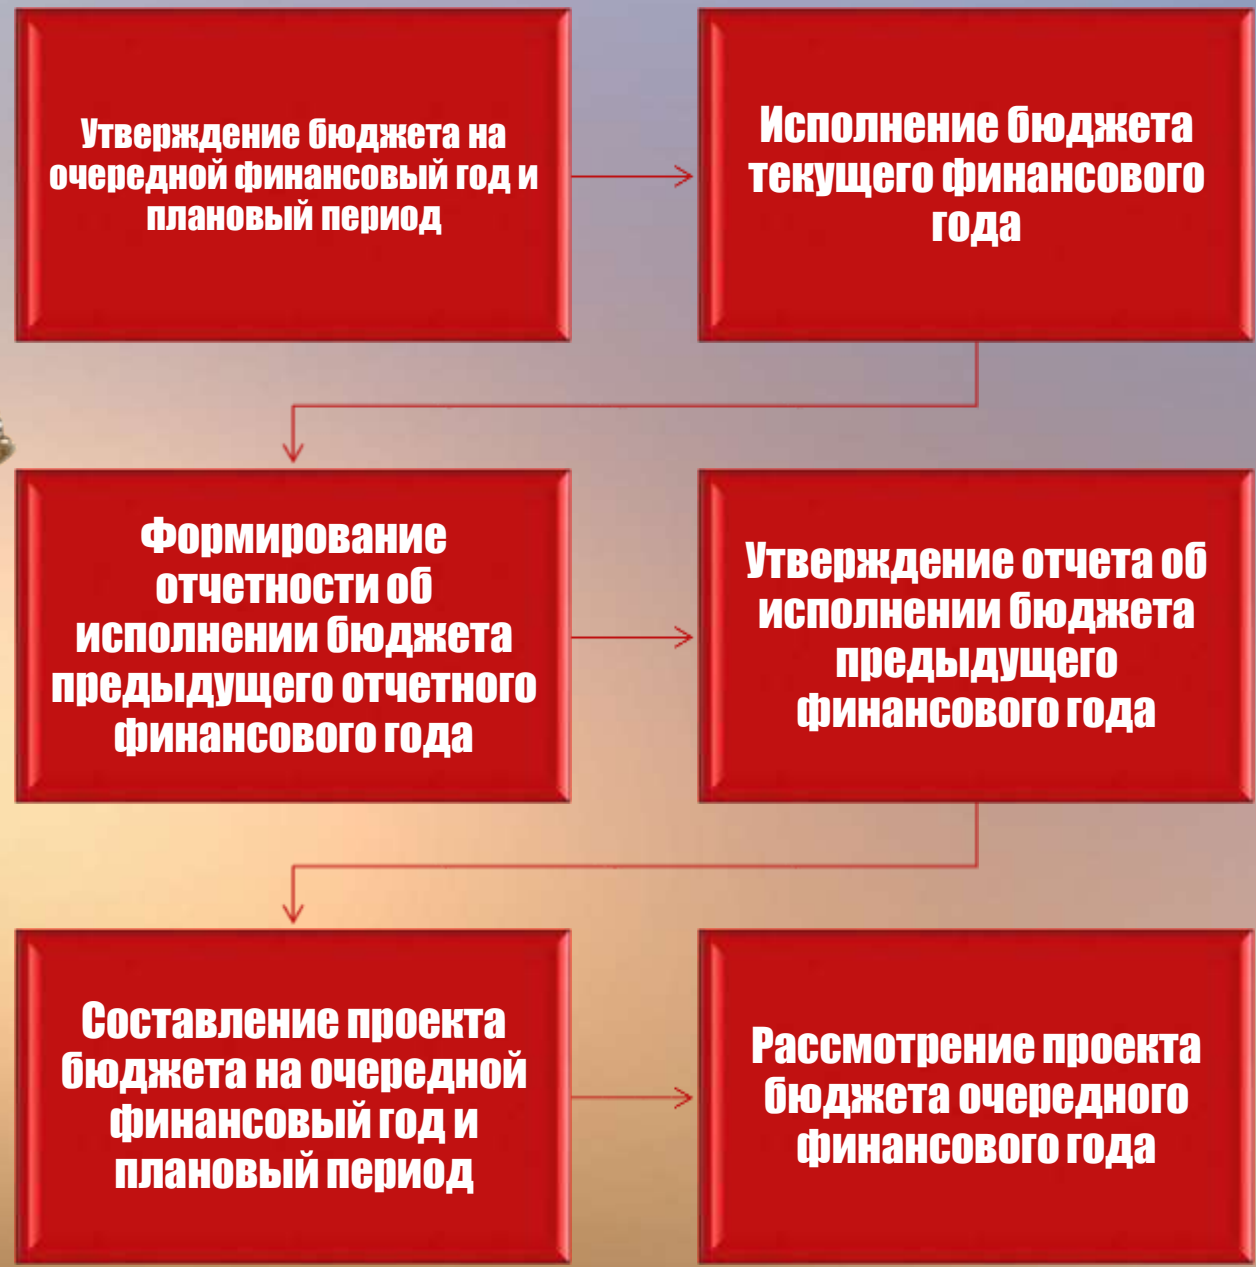 Утверждение бюджета на
очередной финансовый год и
плановый период
Исполнение бюджета
текущего финансового
года
Формирование
отчетности об
исполнении бюджета
предыдущего отчетного
финансового года
Утверждение отчета об
исполнении бюджета
предыдущего
финансового года
Составление проекта
бюджета на очередной
финансовый год и
плановый период
Рассмотрение проекта
бюджета очередного
финансового года